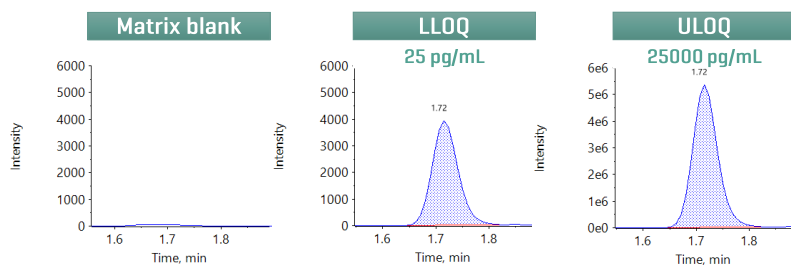 Matrix blank
6000
5000
4000
3000
2000
1000
0
Intensity
1.6 1.7 1.8
Time, min
LLOQ
25 pg/mL
6000
5000
4000
3000
2000
1000
0
Intensity
1.72
1.6 1.7 1.8
Time, min
ULOQ
25000 pg/mL
6e6
5e6
4e6
3e6
2e6
1e6
0e0
Intensity
1.72
1.6 1.7 1.8
Time, min